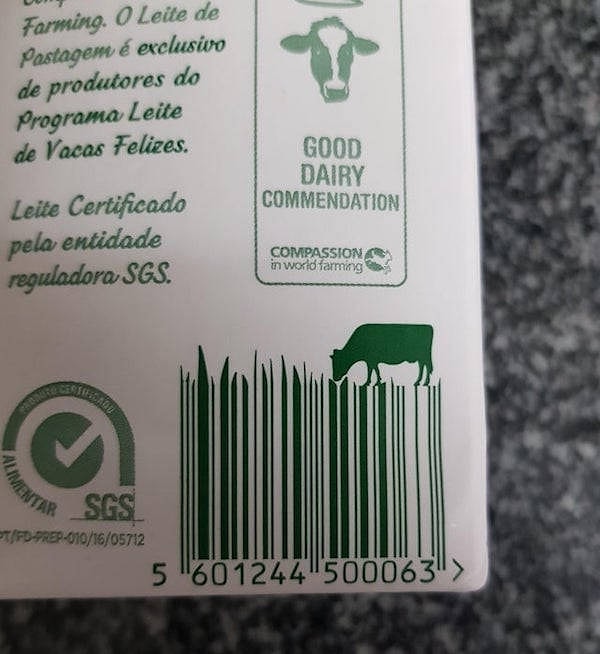 Farming. O Leite de
Pastagem é exclusivo
de produtores do
Programa Leite
de Vacas Felizes.
Leite Certificado
pela entidade
reguladora SGS.
GOOD
DAIRY
COMMENDATION
COMPASSION
in world farming
PRODUTO CERTIFICADO
ALIMENTAR
SGS
PT/PD-PREP-010/16/05712
5 601244 500063 >